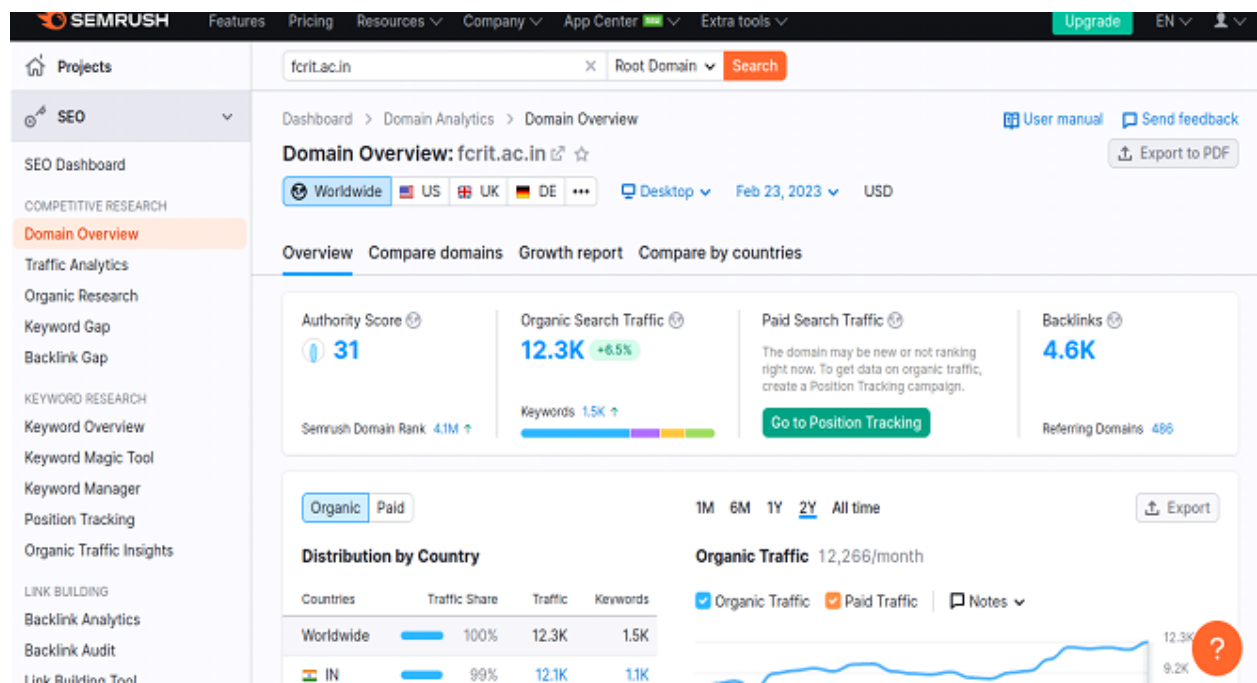 SEMRUSH Features Pricing Resources Company App Center Extra tools Upgrade EN
Projects
fcrit.ac.in Root Domain Search
SEO
Dashboard > Domain Analytics > Domain Overview User manual Send feedback
Domain Overview: fcrit.ac.in Export to PDF
SEO Dashboard
Worldwide US UK DE ••• Desktop Feb 23, 2023 USD
COMPETITIVE RESEARCH
Domain Overview
Traffic Analytics
Organic Research
Keyword Gap
Backlink Gap
KEYWORD RESEARCH
Keyword Overview
Keyword Magic Tool
Keyword Manager
Position Tracking
Organic Traffic Insights
LINK BUILDING
Backlink Analytics
Backlink Audit
Link Building Tool
Overview Compare domains Growth report Compare by countries
Authority Score
31
Semrush Domain Rank 4.1M ↑
Organic Search Traffic
12.3K +6.5%
Keywords 1.5K ↑
Paid Search Traffic
The domain may be new or not ranking
right now. To get data on organic traffic,
create a Position Tracking campaign.
Go to Position Tracking
Backlinks
4.6K
Referring Domains 486
Organic Paid
Distribution by Country
Countries Traffic Share Traffic Keywords
Worldwide 100% 12.3K 1.5K
IN 99% 12.1K 1.1K
1M 6M 1Y 2Y All time Export
Organic Traffic 12,266/month
Organic Traffic Paid Traffic Notes
12.3K
9.2K
?